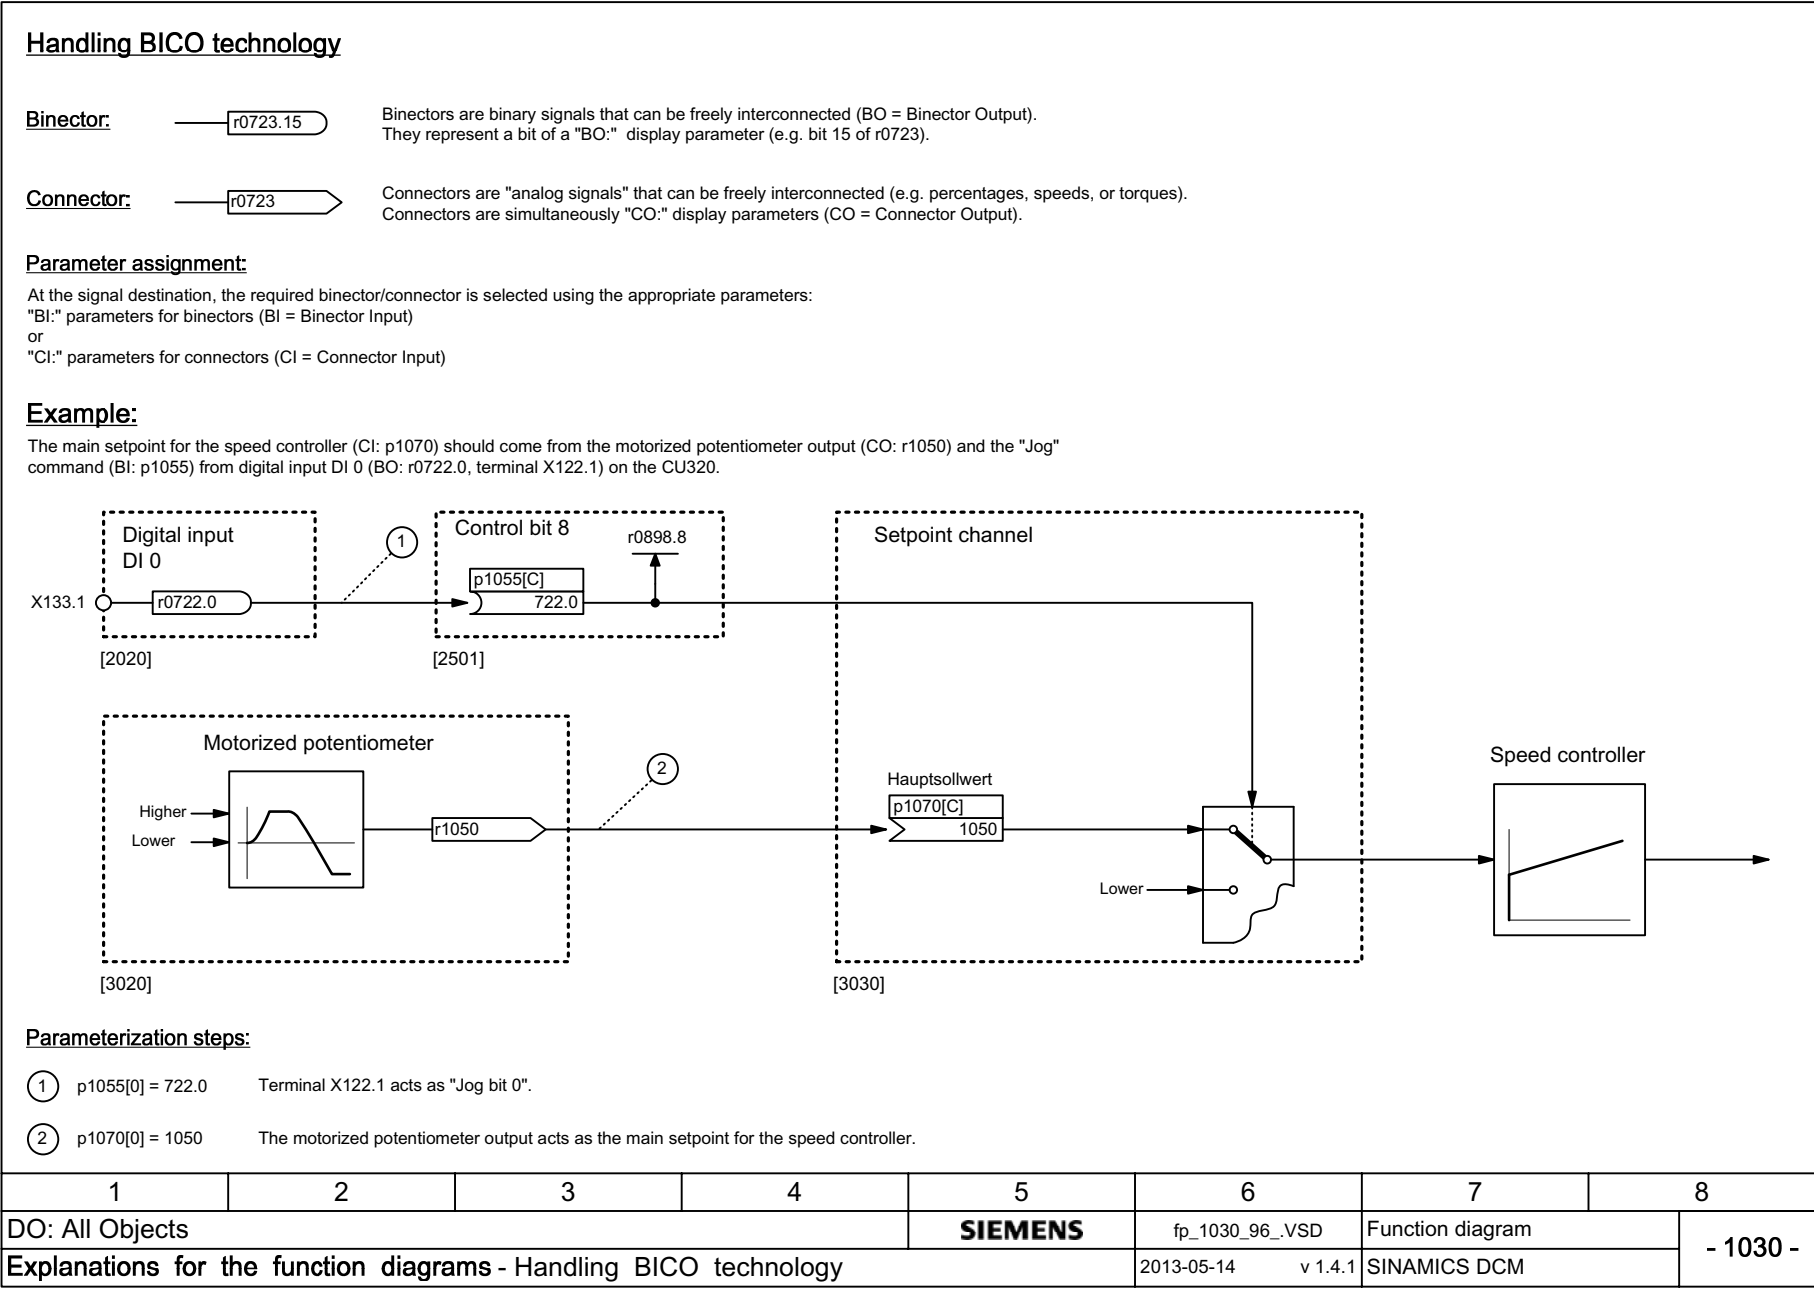 Handling BICO technology
Binector:
r0723.15
Binectors are binary signals that can be freely interconnected (BO = Binector Output).
They represent a bit of a "BO:" display parameter (e.g. bit 15 of r0723).
Connector:
r0723
Connectors are "analog signals" that can be freely interconnected (e.g. percentages, speeds, or torques).
Connectors are simultaneously "CO:" display parameters (CO = Connector Output).
Parameter assignment:
At the signal destination, the required binector/connector is selected using the appropriate parameters:
"BI:" parameters for binectors (BI = Binector Input)
or
"CI:" parameters for connectors (CI = Connector Input)
Example:
The main setpoint for the speed controller (CI: p1070) should come from the motorized potentiometer output (CO: r1050) and the "Jog"
command (BI: p1055) from digital input DI 0 (BO: r0722.0, terminal X122.1) on the CU320.
Digital input
DI 0
X133.1
r0722.0
[2020]
1
Control bit 8
r0898.8
p1055[C]
722.0
[2501]
Setpoint channel
Motorized potentiometer
Higher
Lower
r1050
[3020]
2
Hauptsollwert
p1070[C]
1050
Lower
[3030]
Speed controller
Parameterization steps:
1 p1055[0] = 722.0 Terminal X122.1 acts as "Jog bit 0".
2 p1070[0] = 1050 The motorized potentiometer output acts as the main setpoint for the speed controller.
1 2 3 4 5 6 7 8
DO: All Objects SIEMENS fp_1030_96_.VSD Function diagram
- 1030 -
Explanations for the function diagrams - Handling BICO technology 2013-05-14 v 1.4.1 SINAMICS DCM